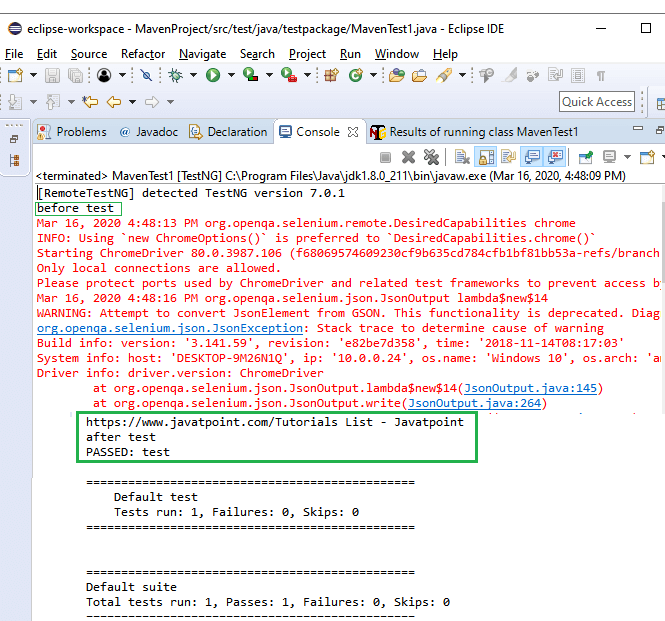 eclipse-workspace - MavenProject/src/test/java/testpackage/MavenTest1.java - Eclipse IDE
File Edit Source Refactor Navigate Search Project Run Window Help
Quick Access
Problems @ Javadoc Declaration Console Results of running class MavenTest1
<terminated> MavenTest1 [TestNG] C:\Program Files\Java\jdk1.8.0_211\bin\javaw.exe (Mar 16, 2020, 4:48:09 PM)
[RemoteTestNG] detected TestNG version 7.0.1
before test
Mar 16, 2020 4:48:13 PM org.openqa.selenium.remote.DesiredCapabilities chrome
INFO: Using `new ChromeOptions()` is preferred to `DesiredCapabilities.chrome()`
Starting ChromeDriver 80.0.3987.106 (f68069574609230cf9b635cd784cfb1bf81bb53a-refs/branch
Only local connections are allowed.
Please protect ports used by ChromeDriver and related test frameworks to prevent access by
Mar 16, 2020 4:48:16 PM org.openqa.selenium.json.JsonOutput lambda$new$14
WARNING: Attempt to convert JsonElement from GSON. This functionality is deprecated. Diag
org.openqa.selenium.json.JsonException: Stack trace to determine cause of warning
Build info: version: '3.141.59', revision: 'e82be7d358', time: '2018-11-14T08:17:03'
System info: host: 'DESKTOP-9M26N1Q', ip: '10.0.0.24', os.name: 'Windows 10', os.arch: 'a
Driver info: driver.version: ChromeDriver
at org.openqa.selenium.json.JsonOutput.lambda$new$14(JsonOutput.java:145)
at org.openqa.selenium.json.JsonOutput.write(JsonOutput.java:264)
https://www.javatpoint.com/Tutorials List - Javatpoint
after test
PASSED: test
===============================================
Default test
Tests run: 1, Failures: 0, Skips: 0
===============================================
===============================================
Default suite
Total tests run: 1, Passes: 1, Failures: 0, Skips: 0
===============================================